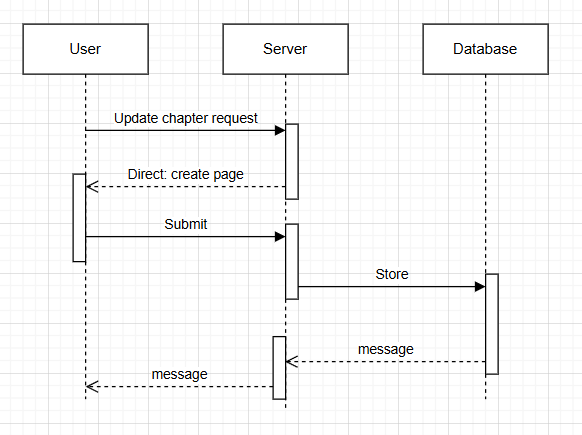 User
Server
Database
Update chapter request
Direct: create page
Submit
Store
message
message